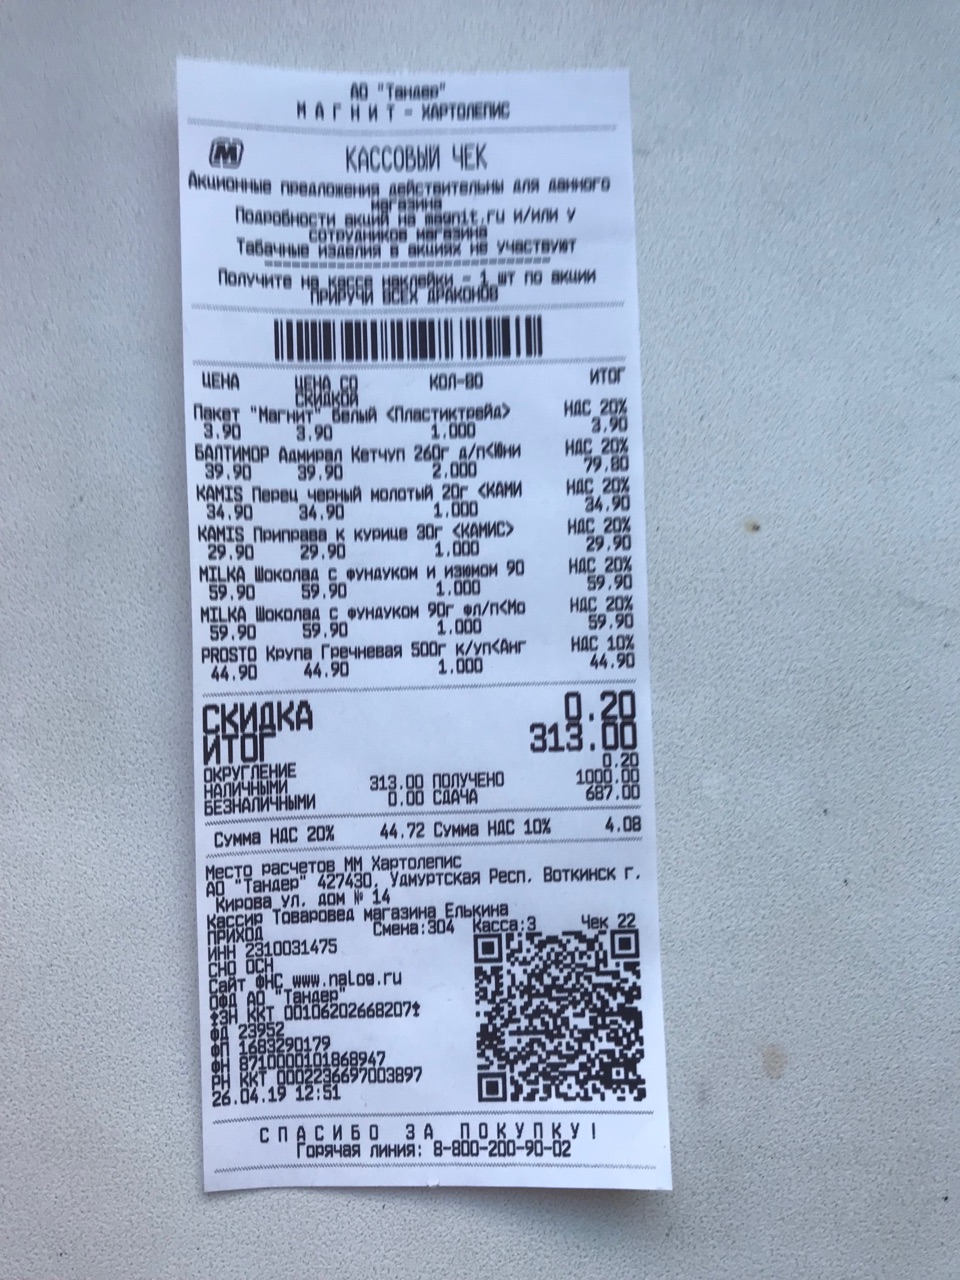 АО "Тандер"
МАГНИТ - ХАРТОЛЕПИС
КАССОВЫЙ ЧЕК
Акционные предложения действительны для данного
магазина
Подробности акций на magnit.ru и/или у
сотрудников магазина
Табачные изделия в акциях не участвуют
Получите на кассе наклейки - 1 шт по акции
ПРИРУЧИ ВСЕХ ДРАКОНОВ
ЦЕНА ЦЕНА СО СКИДКОЙ КОЛ-ВО ИТОГ
Пакет "Магнит" белый <Пластиктрейд> НДС 20%
3.90 3.90 1.000 3.90
БАЛТИМОР Адмирал Кетчуп 260г д/п<Юни НДС 20%
39.90 39.90 2.000 79.80
KAMIS Перец черный молотый 20г <КАМИ НДС 20%
34.90 34.90 1.000 34.90
KAMIS Приправа к курице 30г <КАМИС> НДС 20%
29.90 29.90 1.000 29.90
MILKA Шоколад с фундуком и изюмом 90 НДС 20%
59.90 59.90 1.000 59.90
MILKA Шоколад с фундуком 90г фл/п<Мо НДС 20%
59.90 59.90 1.000 59.90
PROSTO Крупа Гречневая 500г к/уп<Анг НДС 10%
44.90 44.90 1.000 44.90
СКИДКА 0.20
ИТОГ 313.00
ОКРУГЛЕНИЕ 0.20
НАЛИЧНЫМИ 313.00 ПОЛУЧЕНО 1000.00
БЕЗНАЛИЧНЫМИ 0.00 СДАЧА 687.00
Сумма НДС 20% 44.72 Сумма НДС 10% 4.08
Место расчетов ММ Хартолепис
АО "Тандер" 427430, Удмуртская Респ, Воткинск г,
Кирова ул, дом № 14
Кассир Товаровед магазина Елькина
ПРИХОД Смена:304 Касса:3 Чек 22
ИНН 2310031475
СНО ОСН
Сайт ФНС www.nalog.ru
ОФД АО "Тандер"
*ЗН ККТ 00106202668207*
ФД 23952
ФП 1683290179
ФН 8710000101868947
РН ККТ 0002236697003897
26.04.19 12:51
СПАСИБО ЗА ПОКУПКУ!
Горячая линия: 8-800-200-90-02